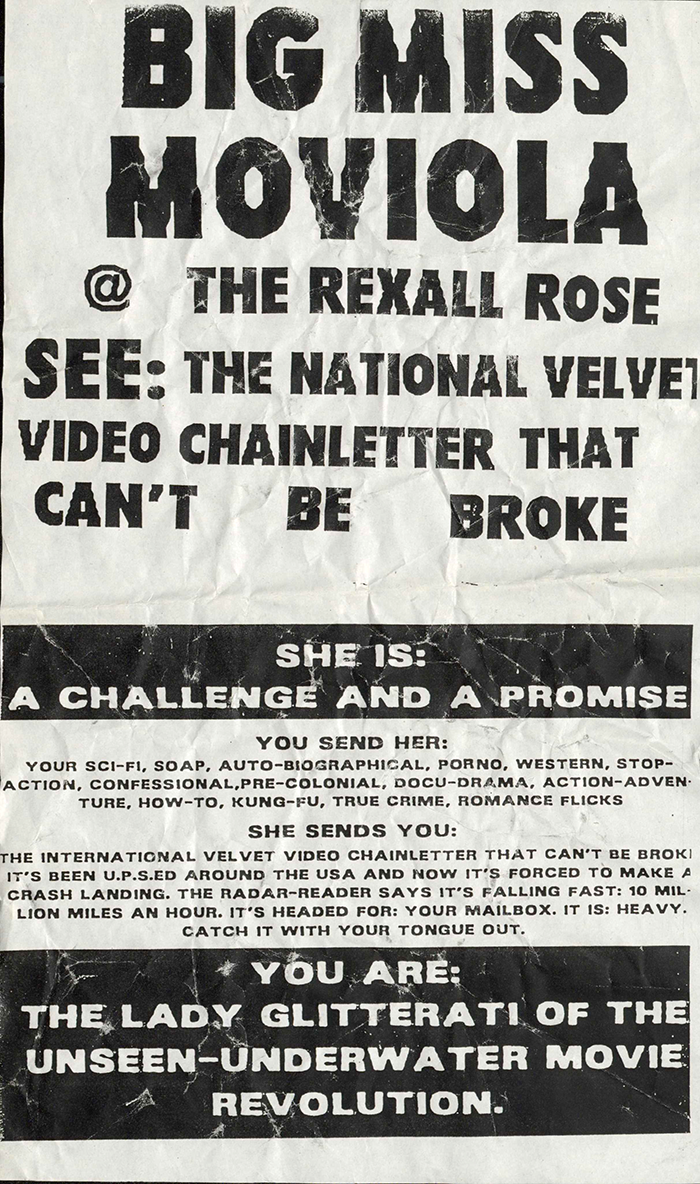 BIG MISS
MOVIOLA
@ THE REXALL ROSE
SEE: THE NATIONAL VELVET
VIDEO CHAINLETTER THAT
CAN'T BE BROKE
SHE IS:
A CHALLENGE AND A PROMISE
YOU SEND HER:
YOUR SCI-FI, SOAP, AUTO-BIOGRAPHICAL, PORNO, WESTERN, STOP-
ACTION, CONFESSIONAL,PRE-COLONIAL, DOCU-DRAMA, ACTION-ADVEN-
TURE, HOW-TO, KUNG-FU, TRUE CRIME, ROMANCE FLICKS
SHE SENDS YOU:
THE INTERNATIONAL VELVET VIDEO CHAINLETTER THAT CAN'T BE BROKE
IT'S BEEN U.P.S.ED AROUND THE USA AND NOW IT'S FORCED TO MAKE A
CRASH LANDING. THE RADAR-READER SAYS IT'S FALLING FAST: 10 MIL-
LION MILES AN HOUR. IT'S HEADED FOR: YOUR MAILBOX. IT IS: HEAVY.
CATCH IT WITH YOUR TONGUE OUT.
YOU ARE:
THE LADY GLITTERATI OF THE
UNSEEN-UNDERWATER MOVIE
REVOLUTION.